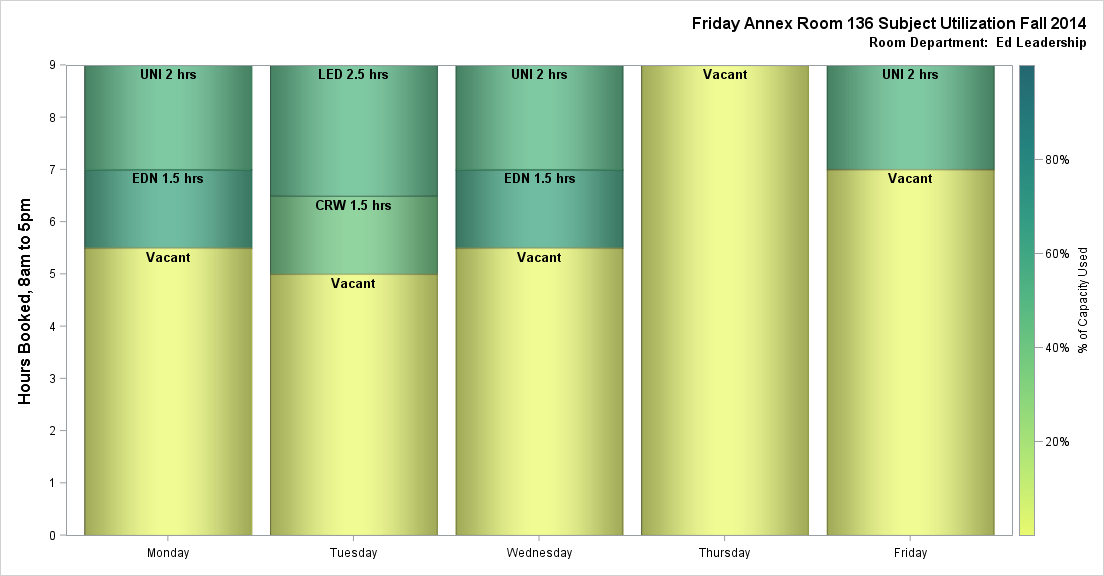 Friday Annex Room 136 Subject Utilization Fall 2014
Room Department:  Ed Leadership
Hours Booked, 8am to 5pm
9
8
7
6
5
4
3
2
1
0
UNI 2 hrs
EDN 1.5 hrs
Vacant
LED 2.5 hrs
CRW 1.5 hrs
Vacant
UNI 2 hrs
EDN 1.5 hrs
Vacant
Vacant
UNI 2 hrs
Vacant
Monday
Tuesday
Wednesday
Thursday
Friday
80%
60%
40%
20%
% of Capacity Used